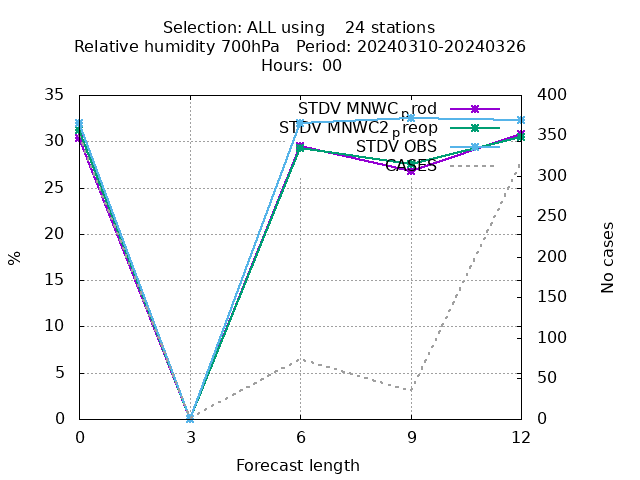 Selection: ALL using    24 stations
Relative humidity 700hPa   Period: 20240310-20240326
Hours: 00
STDV MNWC_prod
STDV MNWC2_preop
STDV OBS
CASES
35
30
25
20
15
10
5
0
%
400
350
300
250
200
150
100
50
0
No cases
0 3 6 9 12
Forecast length